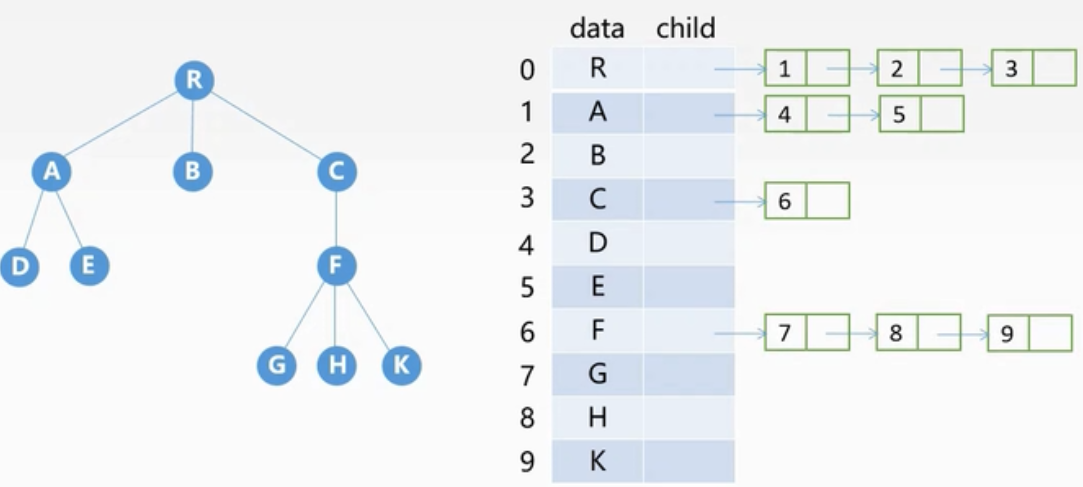 R
A B C
D E F
G H K
data child
0 R 1 2 3
1 A 4 5
2 B
3 C 6
4 D
5 E
6 F 7 8 9
7 G
8 H
9 K